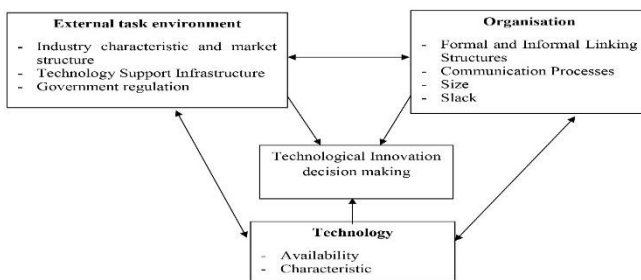 External task environment
- Industry characteristic and market
structure
- Technology Support Infrastructure
- Government regulation
Organisation
- Formal and Informal Linking
Structures
- Communication Processes
- Size
- Slack
Technological Innovation
decision making
Technology
- Availability
- Characteristic